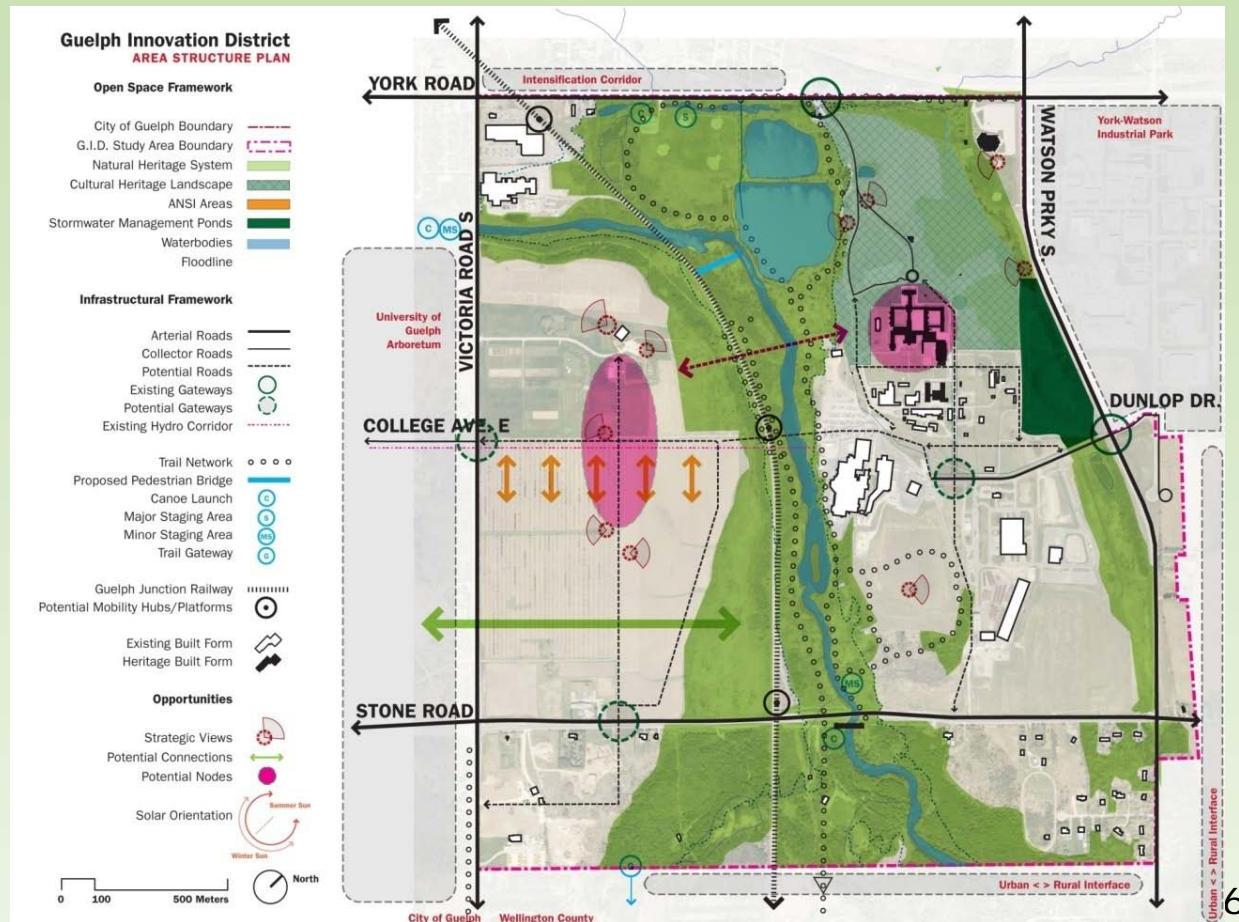 Guelph Innovation District
AREA STRUCTURE PLAN
Open Space Framework
City of Guelph Boundary
G.I.D. Study Area Boundary
Natural Heritage System
Cultural Heritage Landscape
ANSI Areas
Stormwater Management Ponds
Waterbodies
Floodline
Infrastructural Framework
Arterial Roads
Collector Roads
Potential Roads
Existing Gateways
Potential Gateways
Existing Hydro Corridor
Trail Network
Proposed Pedestrian Bridge
Canoe Launch
C
Major Staging Area
S
Minor Staging Area
MS
Trail Gateway
G
Guelph Junction Railway
Potential Mobility Hubs/Platforms
Existing Built Form
Heritage Built Form
Opportunities
Strategic Views
Potential Connections
Potential Nodes
Solar Orientation
Summer Sun
Winter Sun
North
0 100 500 Meters
YORK ROAD
Intensification Corridor
S
WATSON PRKY S.
York-Watson
Industrial Park
C MS
VICTORIA ROAD S
University of
Guelph
Arboretum
COLLEGE AVE. E
DUNLOP DR.
STONE ROAD
MS
C
Urban < > Rural Interface
Urban < > Rural Interface
City of Guelph
Wellington County
6